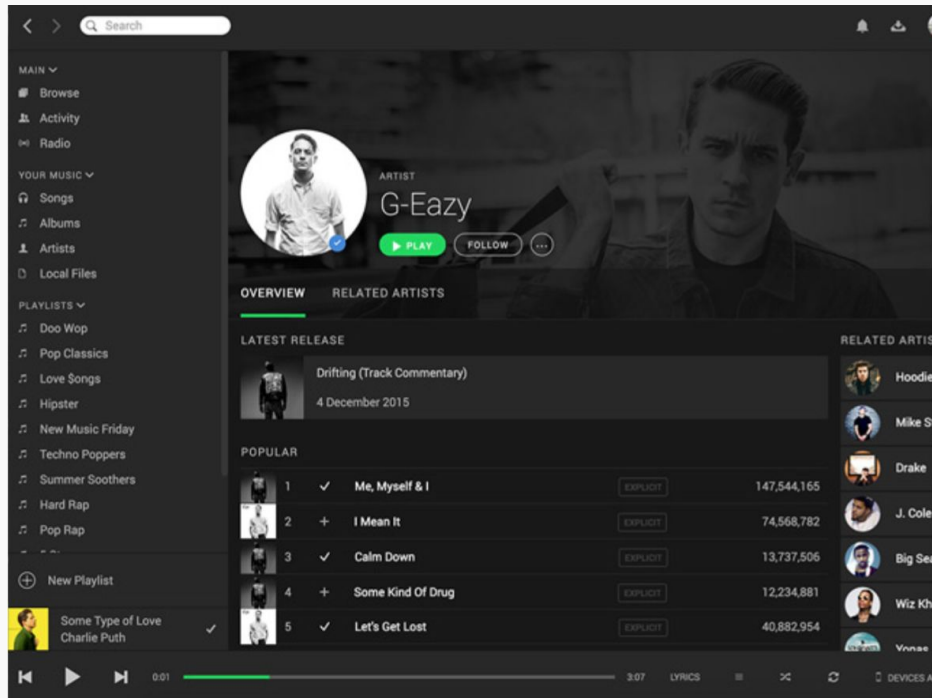 Search
MAIN
Browse
Activity
Radio
YOUR MUSIC
Songs
Albums
Artists
Local Files
PLAYLISTS
Doo Wop
Pop Classics
Love $ongs
Hipster
New Music Friday
Techno Poppers
Summer Soothers
Hard Rap
Pop Rap
New Playlist
Some Type of Love
Charlie Puth
ARTIST
G-Eazy
PLAY FOLLOW
OVERVIEW RELATED ARTISTS
LATEST RELEASE
Drifting (Track Commentary)
4 December 2015
POPULAR
1 Me, Myself & I EXPLICIT 147,544,165
2 I Mean It EXPLICIT 74,568,782
3 Calm Down EXPLICIT 13,737,506
4 Some Kind Of Drug EXPLICIT 12,234,881
5 Let's Get Lost EXPLICIT 40,882,954
RELATED ARTIS
Hoodie
Mike S
Drake
J. Cole
Big Sea
Wiz Kh
Yonas
0:01 3:07 LYRICS DEVICES A